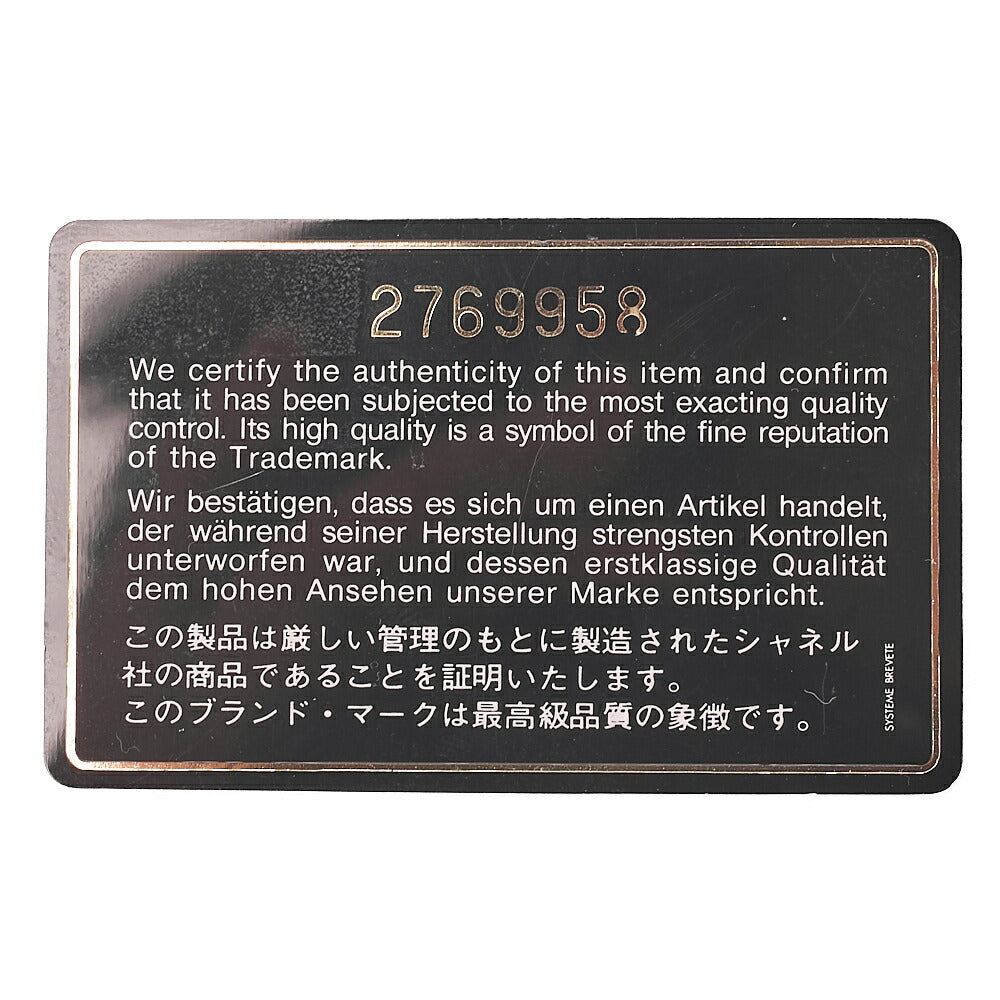 2769958
We certify the authenticity of this item and confirm
that it has been subjected to the most exacting quality
control. Its high quality is a symbol of the fine reputation
of the Trademark.
Wir bestätigen, dass es sich um einen Artikel handelt,
der während seiner Herstellung strengsten Kontrollen
unterworfen war, und dessen erstklassige Qualität
dem hohen Ansehen unserer Marke entspricht.
この製品は厳しい管理のもとに製造されたシャネル
社の商品であることを証明いたします。
このブランド・マークは最高級品質の象徴です。
SYSTEME BREVETE